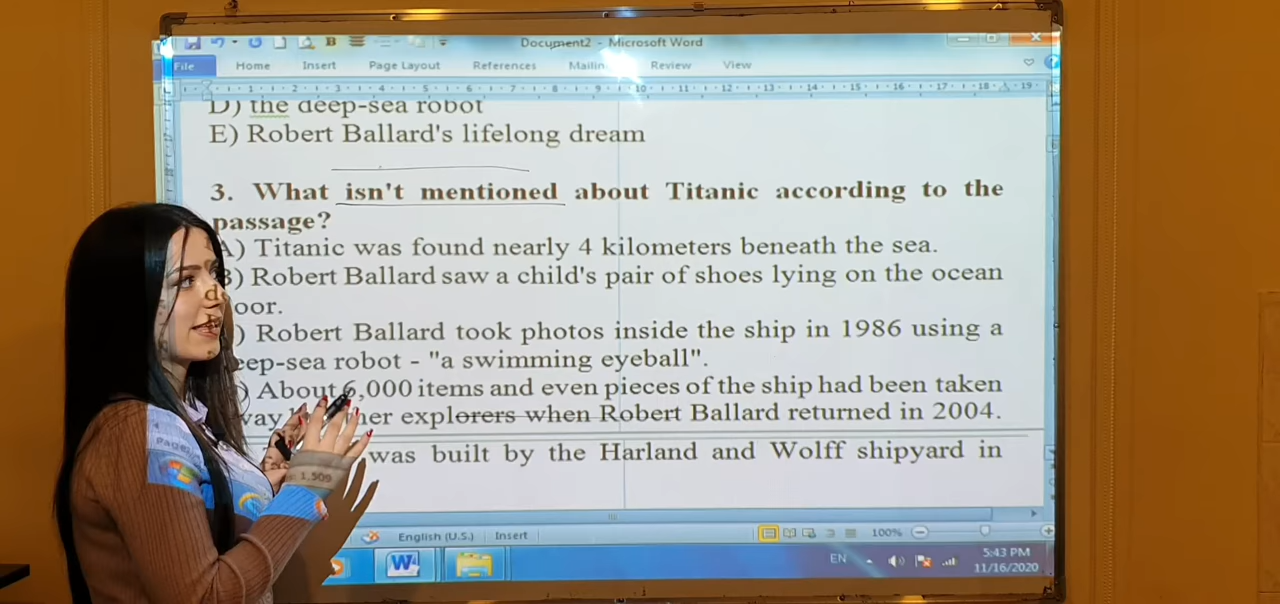 Document2 - Microsoft Word
File Home Insert Page Layout References Mailin Review View
D) the deep-sea robot
E) Robert Ballard's lifelong dream
3. What isn't mentioned about Titanic according to the
passage?
A) Titanic was found nearly 4 kilometers beneath the sea.
B) Robert Ballard saw a child's pair of shoes lying on the ocean
oor.
) Robert Ballard took photos inside the ship in 1986 using a
eep-sea robot - "a swimming eyeball".
) About 6,000 items and even pieces of the ship had been taken
way her explorers when Robert Ballard returned in 2004.
was built by the Harland and Wolff shipyard in
Page:
: 1,509
English (U.S.) Insert 100%
EN 5:43 PM
11/16/2020